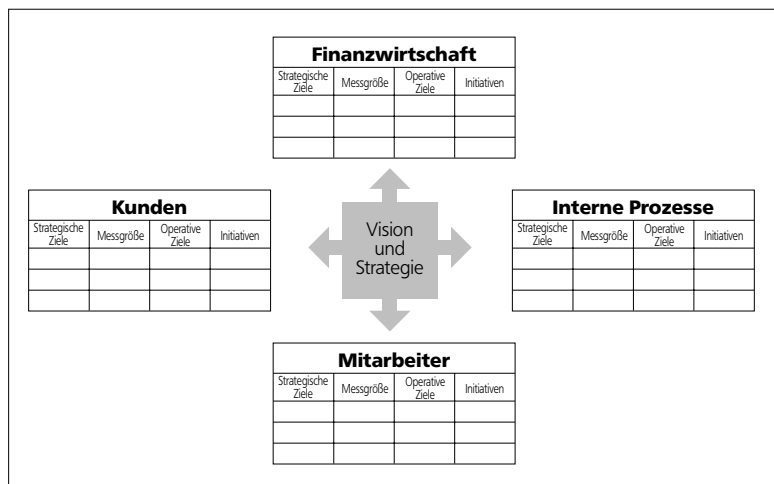 Finanzwirtschaft
Strategische
Ziele
Messgröße
Operative
Ziele
Initiativen
Kunden
Strategische
Ziele
Messgröße
Operative
Ziele
Initiativen
Vision
und
Strategie
Interne Prozesse
Strategische
Ziele
Messgröße
Operative
Ziele
Initiativen
Mitarbeiter
Strategische
Ziele
Messgröße
Operative
Ziele
Initiativen